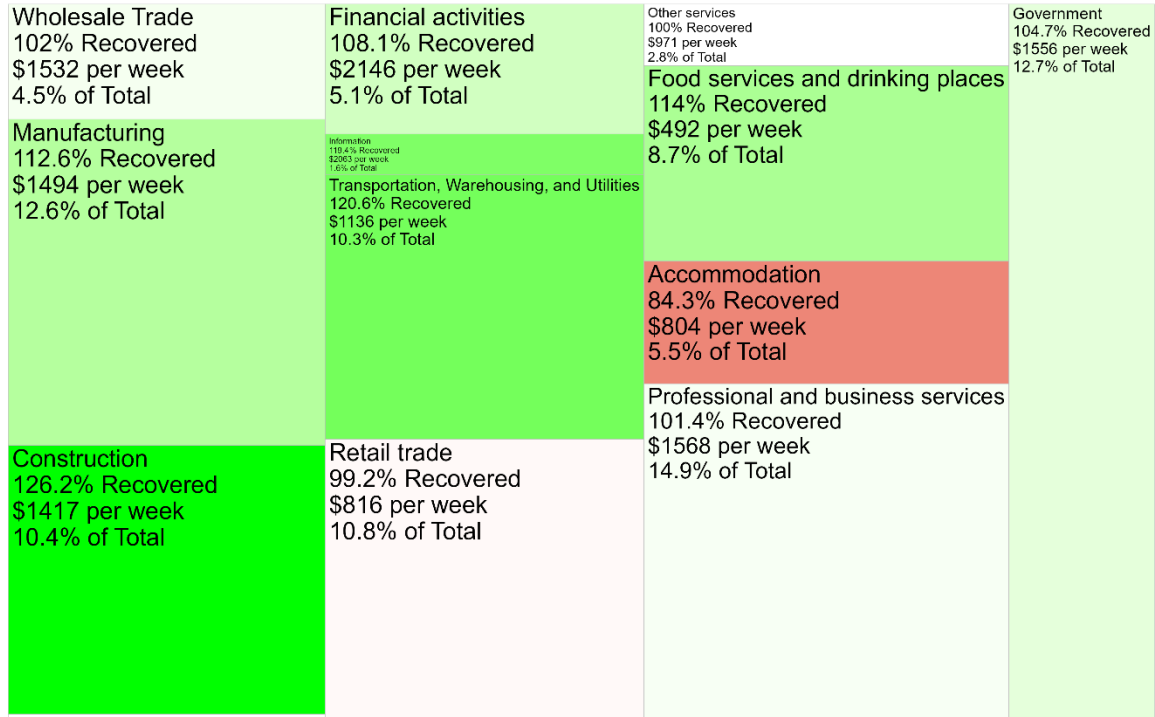 Wholesale Trade
102% Recovered
$1532 per week
4.5% of Total
Manufacturing
112.6% Recovered
$1494 per week
12.6% of Total
Construction
126.2% Recovered
$1417 per week
10.4% of Total
Financial activities
108.1% Recovered
$2146 per week
5.1% of Total
Information
119.4% Recovered
$2063 per week
1.6% of Total
Transportation, Warehousing, and Utilities
120.6% Recovered
$1136 per week
10.3% of Total
Retail trade
99.2% Recovered
$816 per week
10.8% of Total
Other services
100% Recovered
$971 per week
2.8% of Total
Food services and drinking places
114% Recovered
$492 per week
8.7% of Total
Accommodation
84.3% Recovered
$804 per week
5.5% of Total
Professional and business services
101.4% Recovered
$1568 per week
14.9% of Total
Government
104.7% Recovered
$1556 per week
12.7% of Total